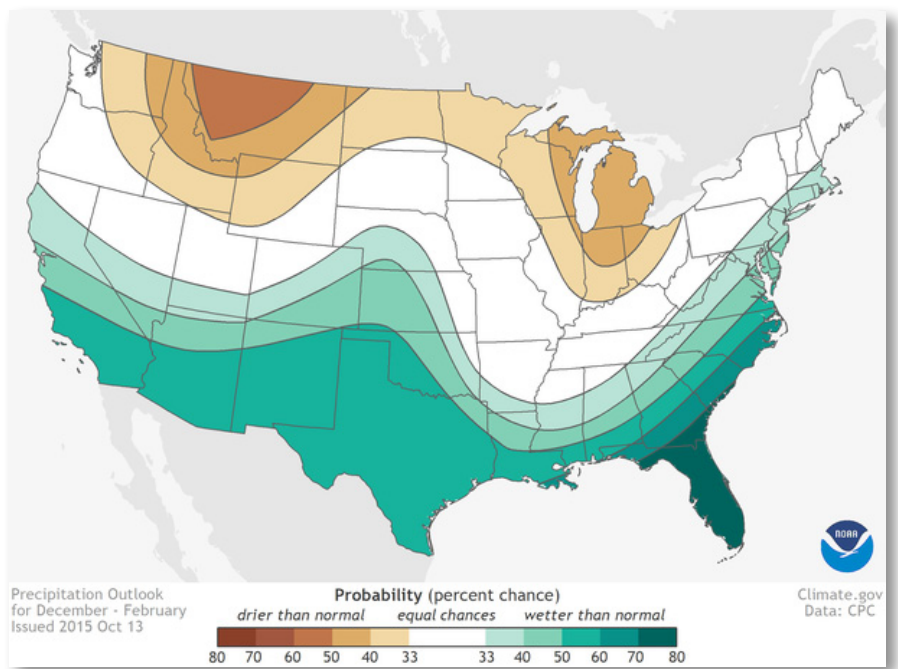 NOAA
Precipitation Outlook
for December - February
Issued 2015 Oct 13
Probability (percent chance)
drier than normal equal chances wetter than normal
80 70 60 50 40 33 33 40 50 60 70 80
Climate.gov
Data: CPC